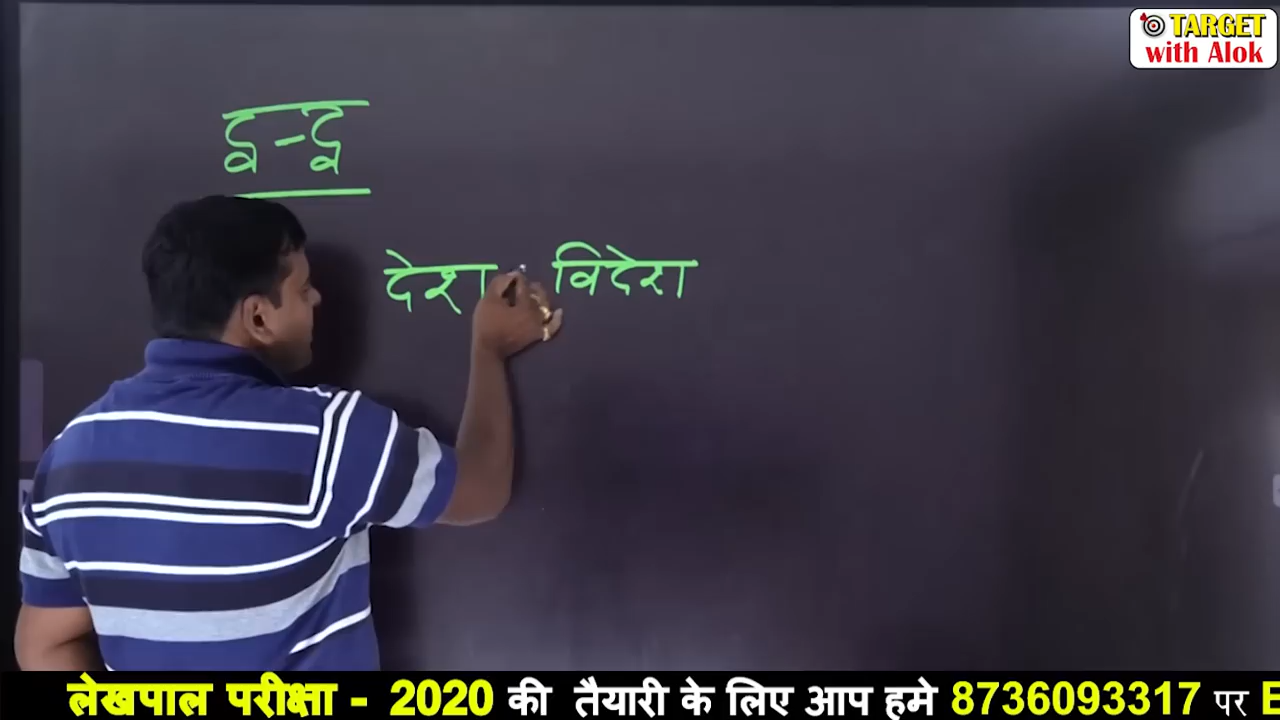 TARGET
with Alok
द्व-द्व
देश विदेश
लेखपाल परीक्षा - 2020 की तैयारी के लिए आप हमे 8736093317 पर